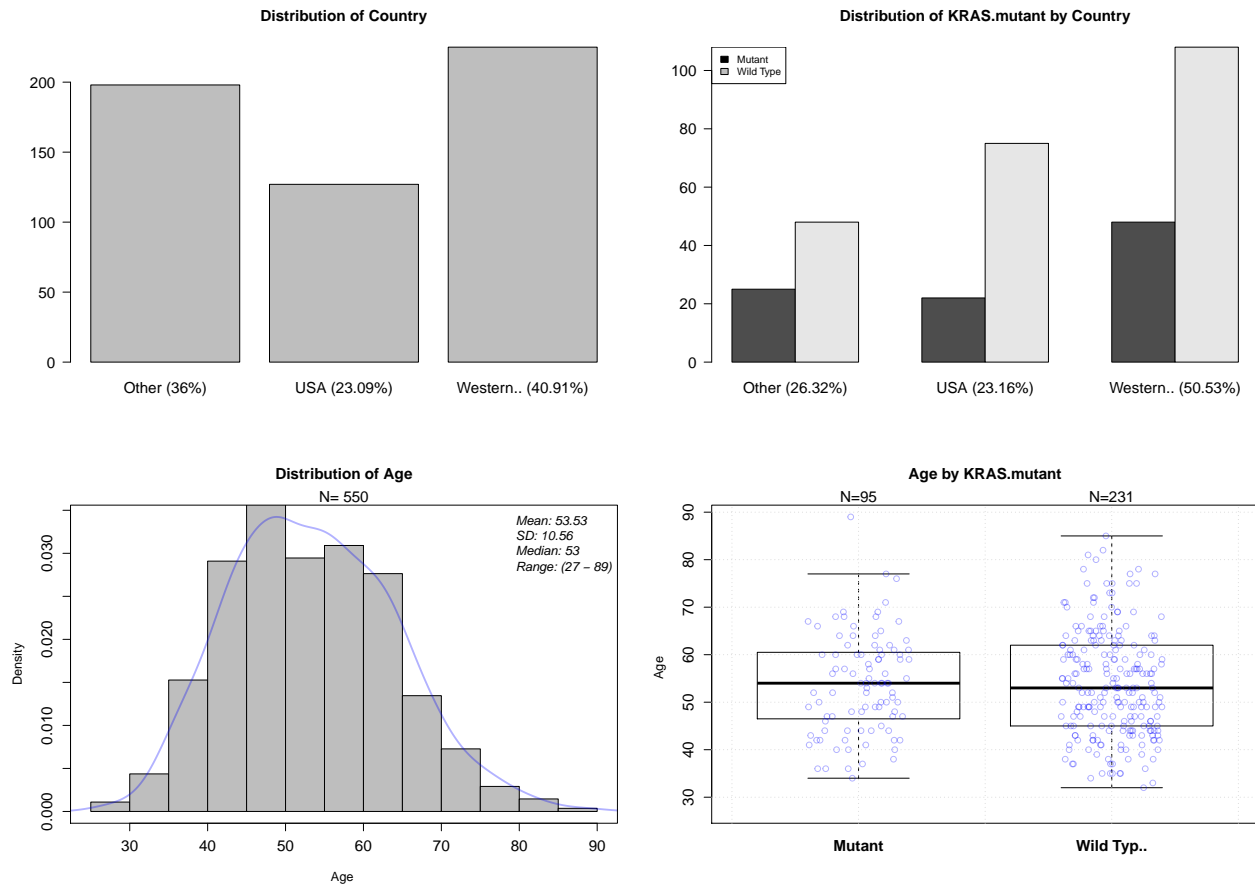 Distribution of Country
200
150
100
50
0
Other (36%)
USA (23.09%)
Western.. (40.91%)
Distribution of KRAS.mutant by Country
Mutant
Wild Type
100
80
60
40
20
0
Other (26.32%)
USA (23.16%)
Western.. (50.53%)
Distribution of Age
N= 550
Mean: 53.53
SD: 10.56
Median: 53
Range: (27 − 89)
Density
0.030
0.020
0.010
0.000
30
40
50
60
70
80
90
Age
Age by KRAS.mutant
N=95
N=231
Age
90
80
70
60
50
40
30
Mutant
Wild Typ..